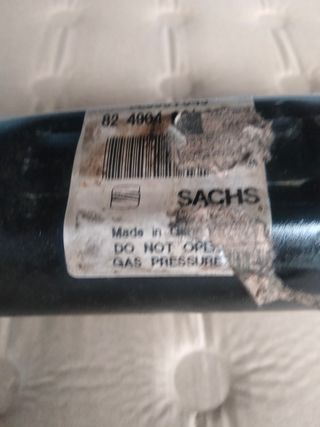 82 4904
SACHS
Made in
DO NOT OPE
GAS PRESSURE